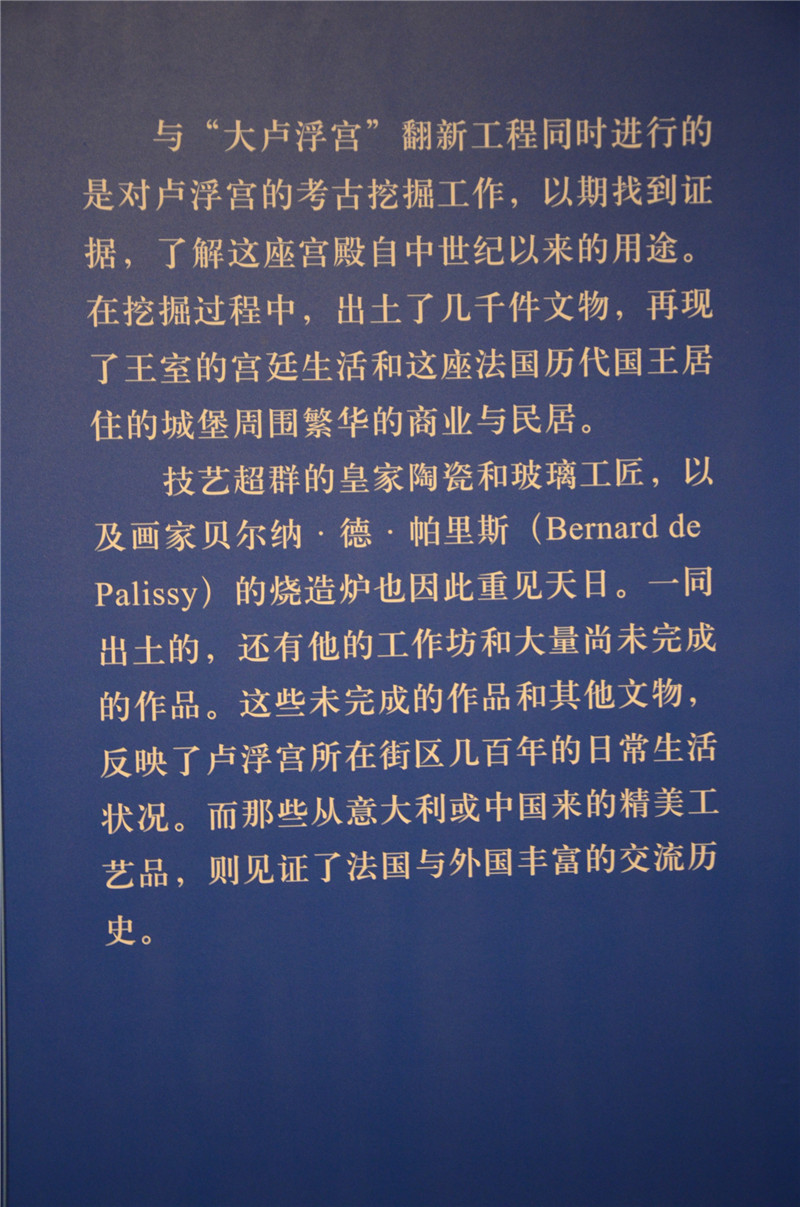 与“大卢浮宫”翻新工程同时进行的
是对卢浮宫的考古挖掘工作，以期找到证
据，了解这座宫殿自中世纪以来的用途。
在挖掘过程中，出土了几千件文物，再现
了王室的宫廷生活和这座法国历代国王居
住的城堡周围繁华的商业与民居。
技艺超群的皇家陶瓷和玻璃工匠，以
及画家贝尔纳·德·帕里斯（Bernard de
Palissy）的烧造炉也因此重见天日。一同
出土的，还有他的工作坊和大量尚未完成
的作品。这些未完成的作品和其他文物，
反映了卢浮宫所在街区几百年的日常生活
状况。而那些从意大利或中国来的精美工
艺品，则见证了法国与外国丰富的交流历
史。